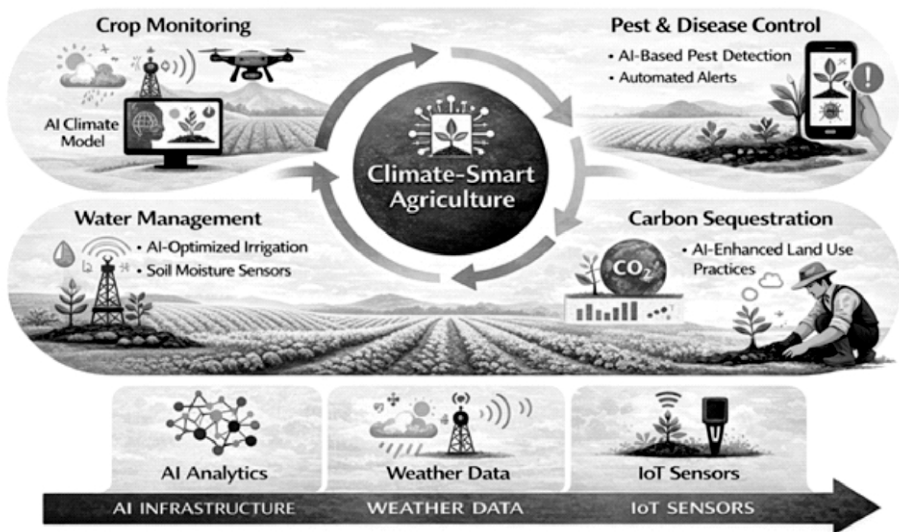 Crop Monitoring
AI Climate
Model
Pest & Disease Control
• AI-Based Pest Detection
• Automated Alerts
!
Climate-Smart
Agriculture
Water Management
• AI-Optimized Irrigation
• Soil Moisture Sensors
Carbon Sequestration
• AI-Enhanced Land Use
Practices
CO₂
AI Analytics
Weather Data
IoT Sensors
AI INFRASTRUCTURE
WEATHER DATA
IoT SENSORS